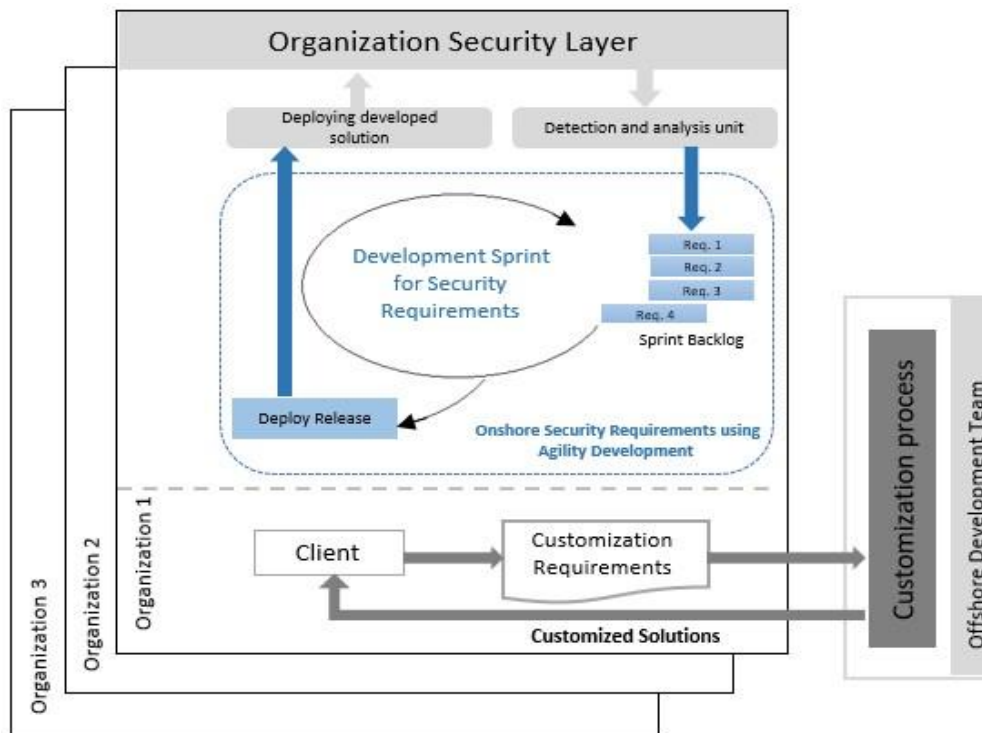 Organization Security Layer
Deploying developed
solution
Detection and analysis unit
Development Sprint
for Security
Requirements
Req. 1
Req. 2
Req. 3
Req. 4
Sprint Backlog
Deploy Release
Onshore Security Requirements using
Agility Development
Organization 1
Organization 2
Organization 3
Client
Customization
Requirements
Customized Solutions
Customization process
Offshore Development Team